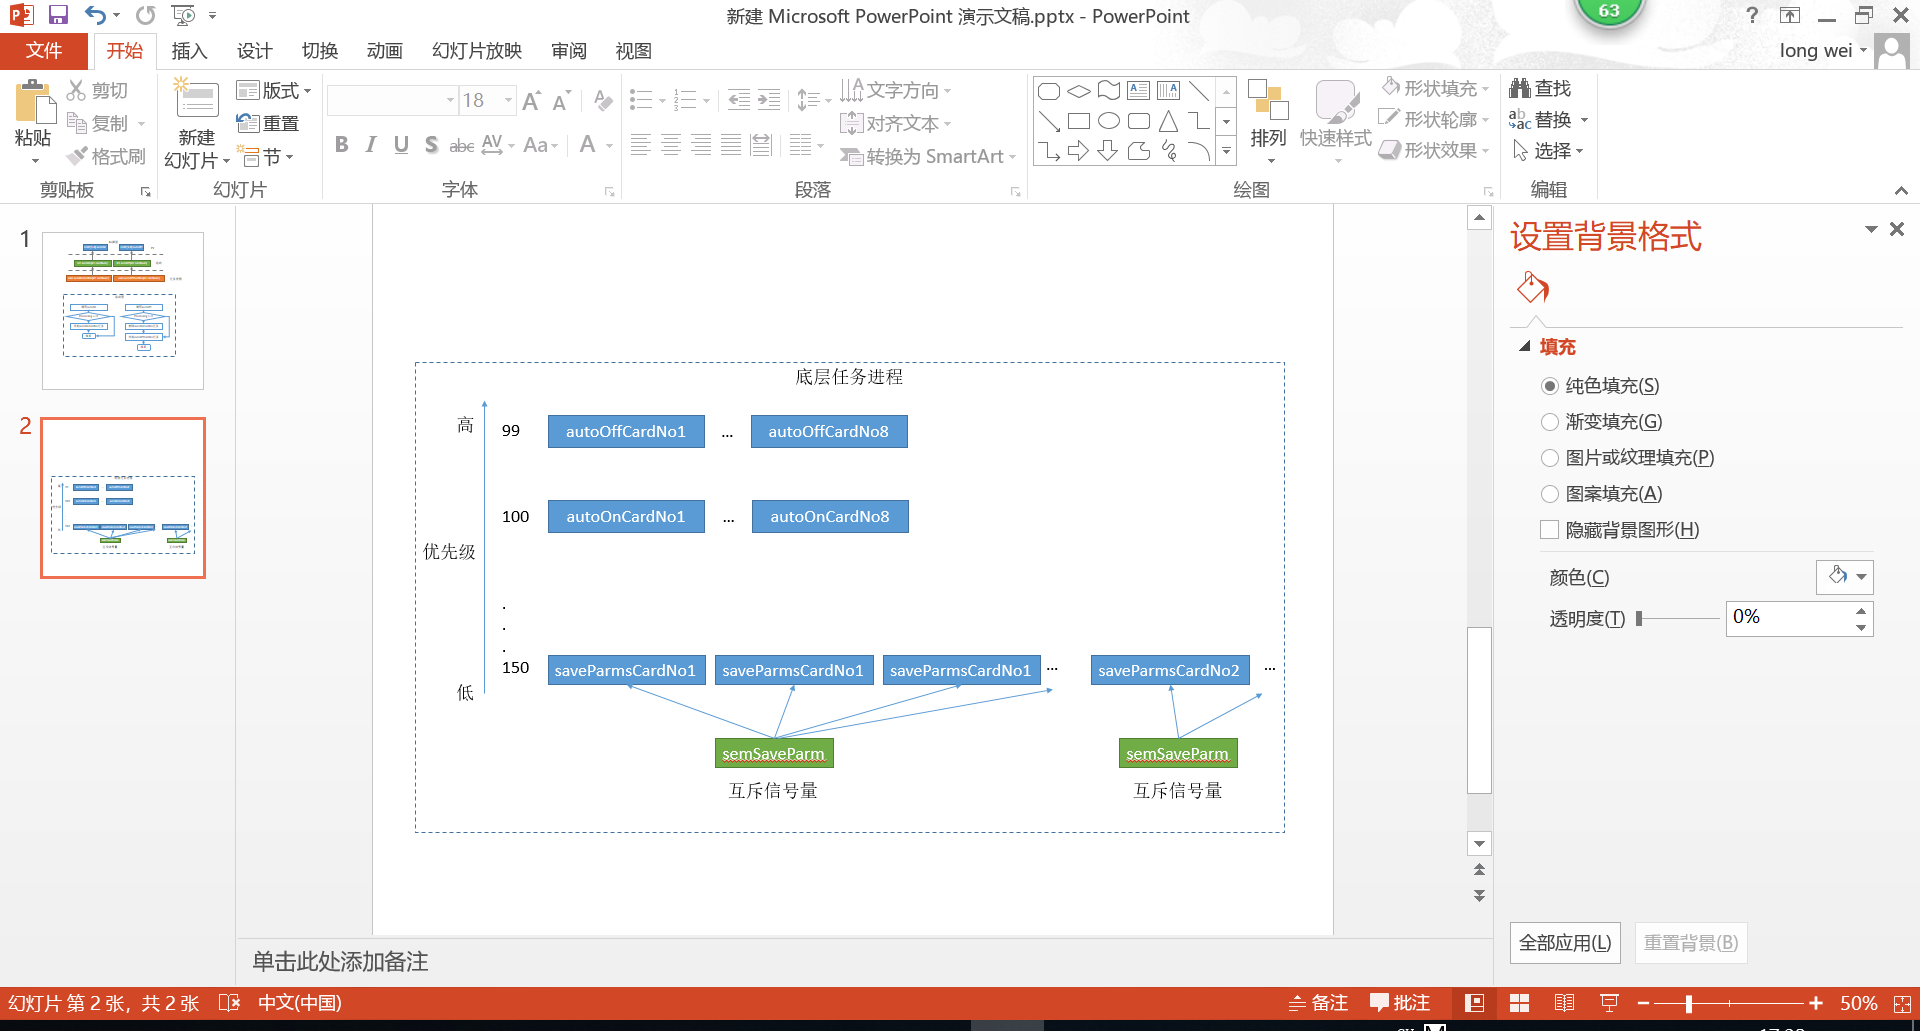 新建 Microsoft PowerPoint 演示文稿.pptx - PowerPoint
63
?
文件 开始 插入 设计 切换 动画 幻灯片放映 审阅 视图
long wei
粘贴
剪切
复制
格式刷
剪贴板
新建
幻灯片
版式
重置
节
幻灯片
18
B I U S abc AV Aa A
字体
文字方向
对齐文本
转换为 SmartArt
段落
排列
快速样式
形状填充
形状轮廓
形状效果
绘图
查找
替换
选择
编辑
1
2
底层任务进程
高
99
autoOffCardNo1
...
autoOffCardNo8
100
autoOnCardNo1
...
autoOnCardNo8
优先级
.
.
.
150
saveParmsCardNo1
saveParmsCardNo1
saveParmsCardNo1
...
saveParmsCardNo2
...
低
semSaveParm
semSaveParm
互斥信号量
互斥信号量
单击此处添加备注
设置背景格式
填充
纯色填充(S)
渐变填充(G)
图片或纹理填充(P)
图案填充(A)
隐藏背景图形(H)
颜色(C)
透明度(T)
0%
全部应用(L)
重置背景(B)
幻灯片 第 2 张，共 2 张
中文(中国)
备注
批注
50%